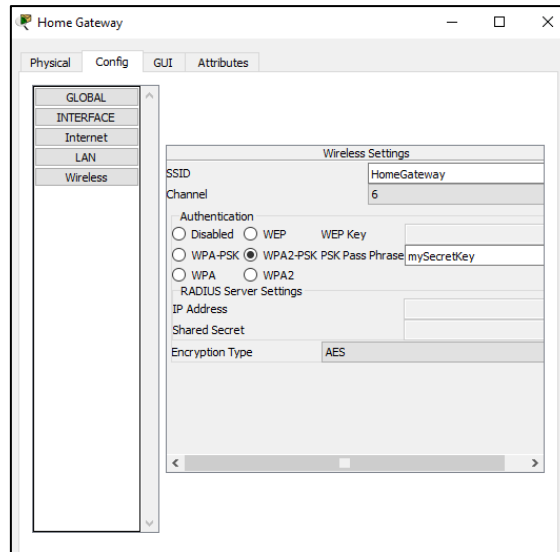 Home Gateway
Physical Config GUI Attributes
GLOBAL
INTERFACE
Internet
LAN
Wireless
Wireless Settings
SSID HomeGateway
Channel 6
Authentication
Disabled WEP WEP Key
WPA-PSK WPA2-PSK PSK Pass Phrase mySecretKey
WPA WPA2
RADIUS Server Settings
IP Address
Shared Secret
Encryption Type AES